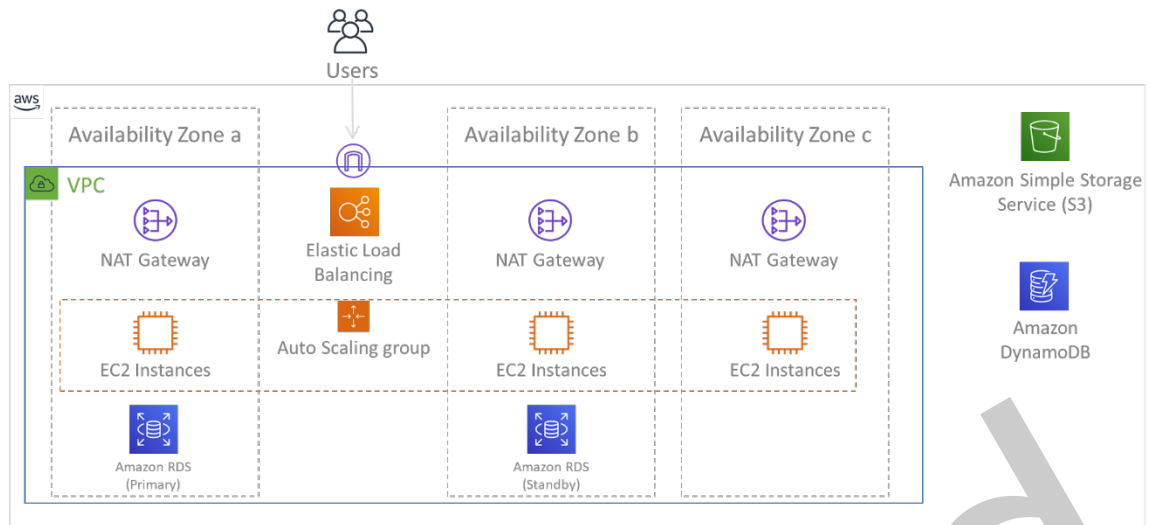 Users
aws
Availability Zone a
Availability Zone b
Availability Zone c
VPC
NAT Gateway
Elastic Load
Balancing
NAT Gateway
NAT Gateway
Amazon Simple Storage
Service (S3)
EC2 Instances
Auto Scaling group
EC2 Instances
EC2 Instances
Amazon
DynamoDB
Amazon RDS
(Primary)
Amazon RDS
(Standby)